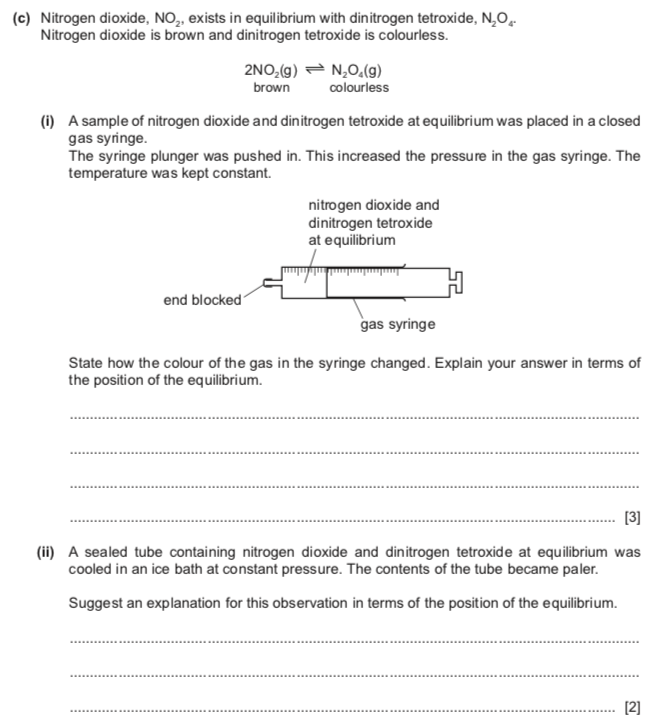 (c) Nitrogen dioxide, NO₂, exists in equilibrium with dinitrogen tetroxide, N₂O₄.
Nitrogen dioxide is brown and dinitrogen tetroxide is colourless.
2NO₂(g) ⇌ N₂O₄(g)
brown colourless
(i) A sample of nitrogen dioxide and dinitrogen tetroxide at equilibrium was placed in a closed
gas syringe.
The syringe plunger was pushed in. This increased the pressure in the gas syringe. The
temperature was kept constant.
nitrogen dioxide and
dinitrogen tetroxide
at equilibrium
end blocked
gas syringe
State how the colour of the gas in the syringe changed. Explain your answer in terms of
the position of the equilibrium.
[3]
(ii) A sealed tube containing nitrogen dioxide and dinitrogen tetroxide at equilibrium was
cooled in an ice bath at constant pressure. The contents of the tube became paler.
Suggest an explanation for this observation in terms of the position of the equilibrium.
[2]